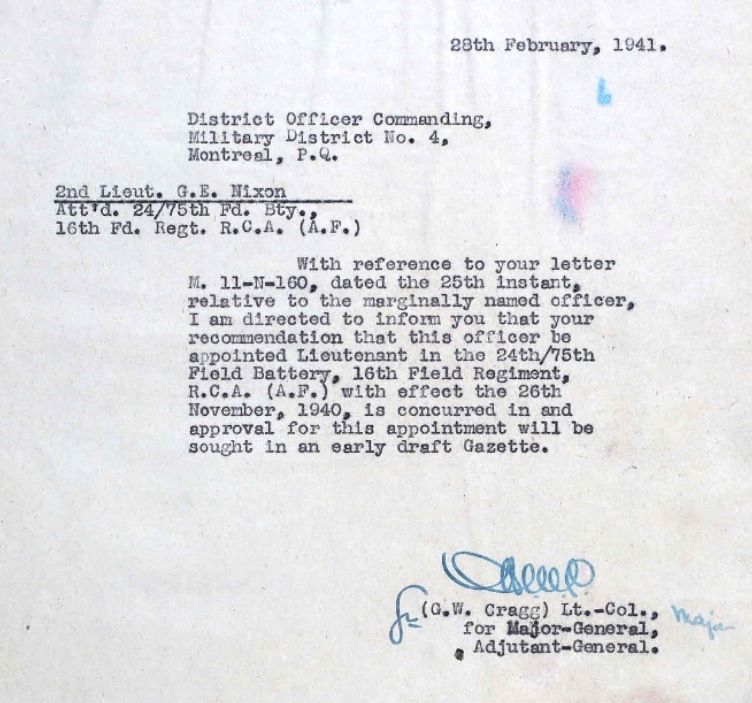 28th February, 1941.
6
District Officer Commanding,
Military District No. 4,
Montreal, P.Q.
2nd Lieut. G.E. Nixon
Att'd. 24/75th Fd. Bty.,
16th Fd. Regt. R.C.A. (A.F.)
With reference to your letter
M. 11-N-160, dated the 25th instant,
relative to the marginally named officer,
I am directed to inform you that your
recommendation that this officer be
appointed Lieutenant in the 24th/75th
Field Battery, 16th Field Regiment,
R.C.A. (A.F.) with effect the 26th
November, 1940, is concurred in and
approval for this appointment will be
sought in an early draft Gazette.
(G.W. Cragg) Lt.-Col.,
for Major-General,
Adjutant-General.